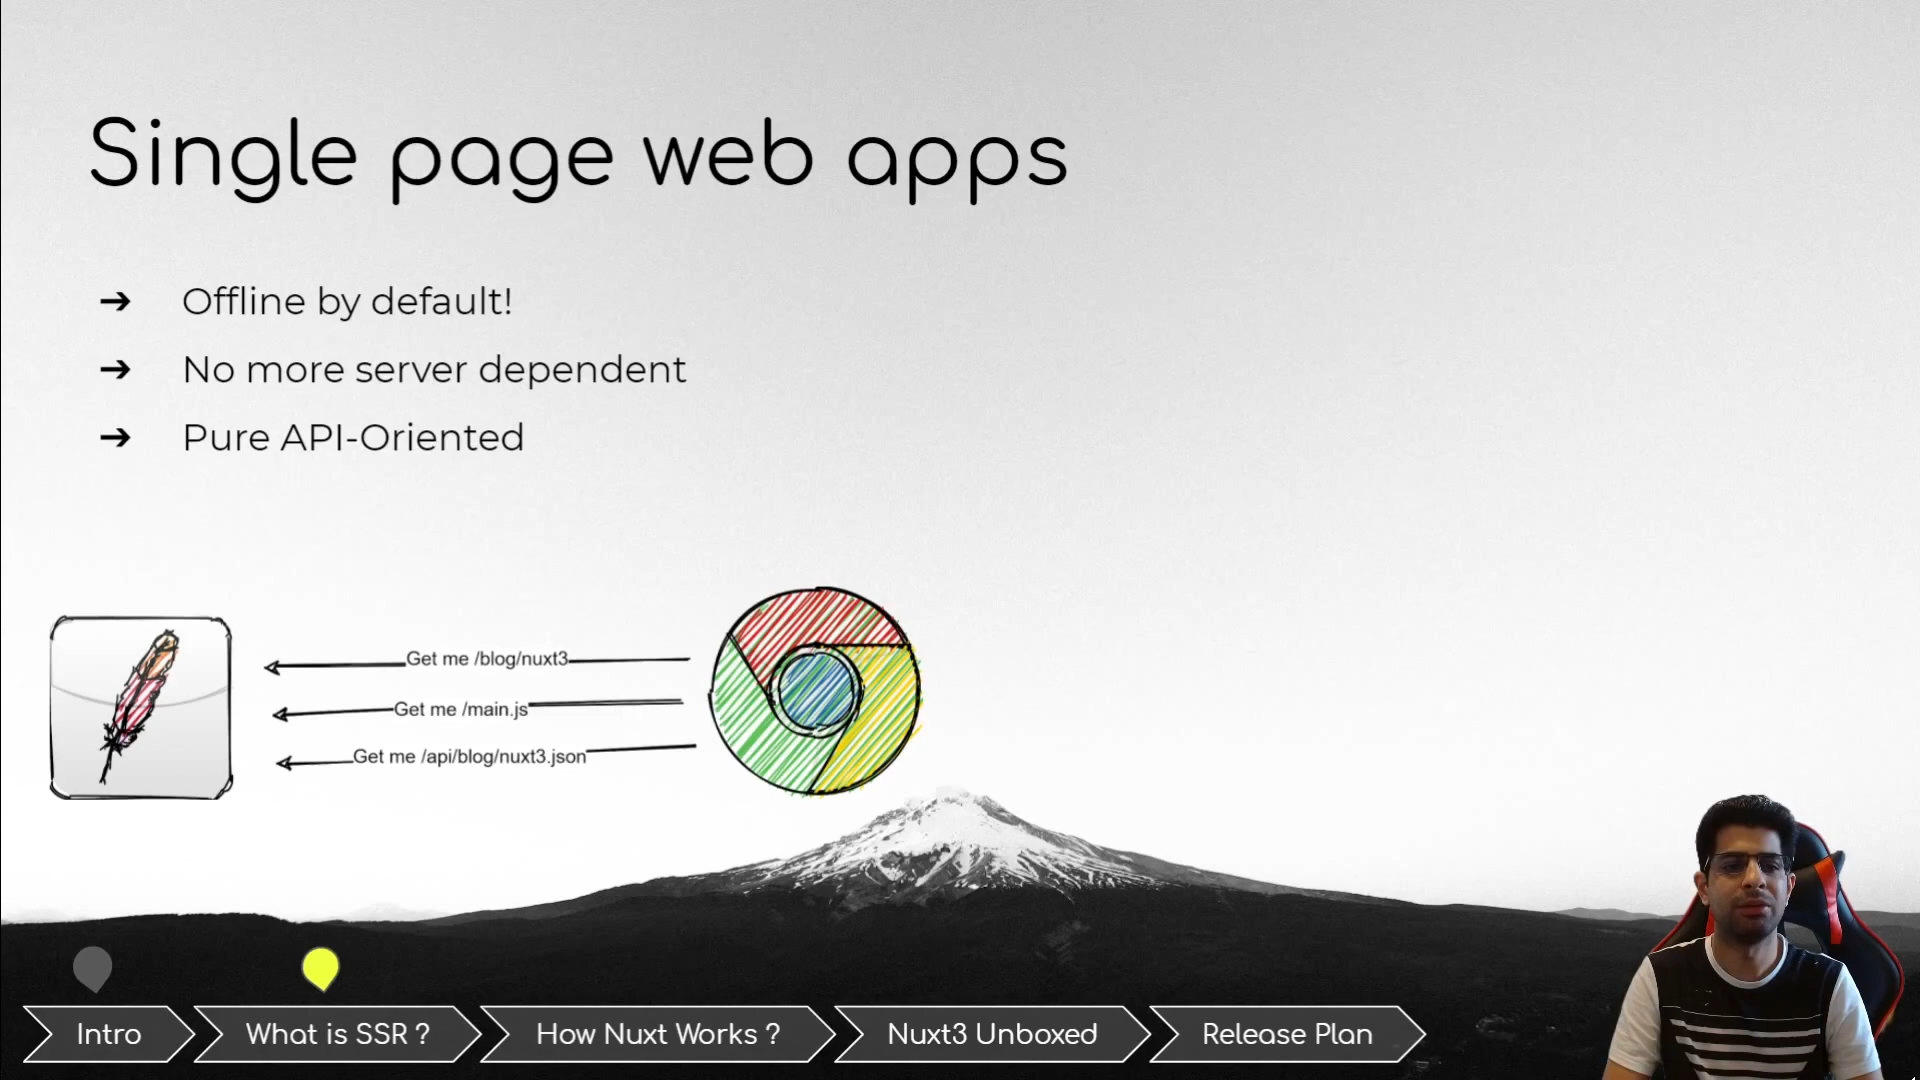 Single page web apps
➔ Offline by default!
➔ No more server dependent
➔ Pure API-Oriented
Get me /blog/nuxt3
Get me /main.js
Get me /api/blog/nuxt3.json
Intro
What is SSR ?
How Nuxt Works ?
Nuxt3 Unboxed
Release Plan